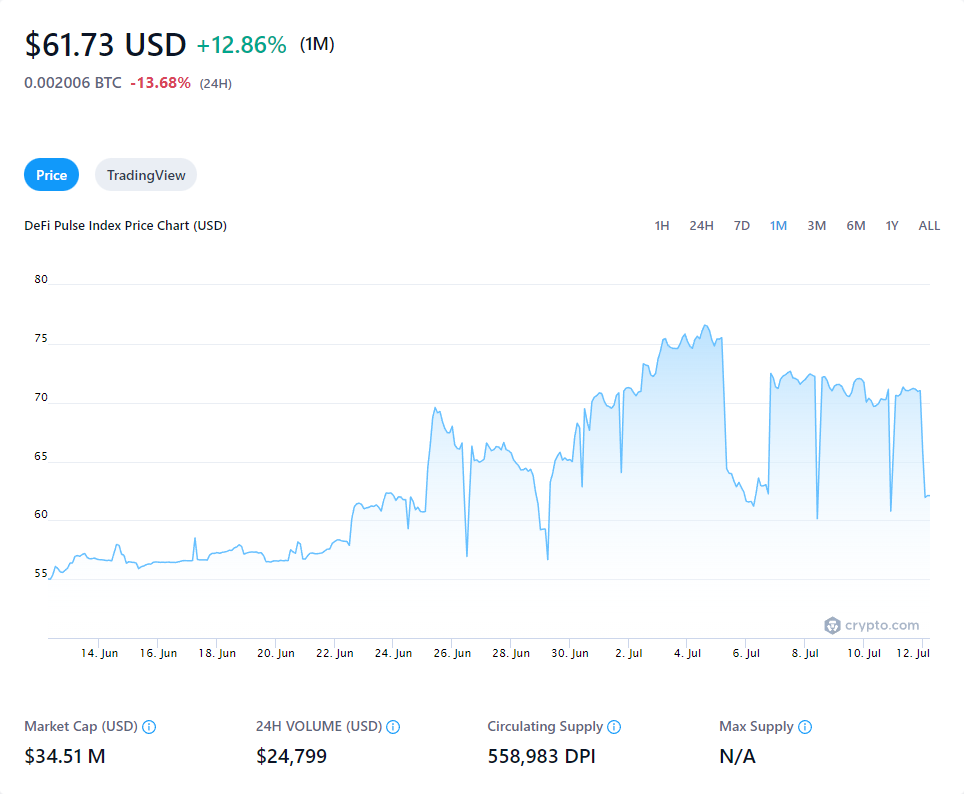 $61.73 USD +12.86% (1M)
0.002006 BTC -13.68% (24H)
Price TradingView
DeFi Pulse Index Price Chart (USD) 1H 24H 7D 1M 3M 6M 1Y ALL
80
75
70
65
60
55
crypto.com
14. Jun 16. Jun 18. Jun 20. Jun 22. Jun 24. Jun 26. Jun 28. Jun 30. Jun 2. Jul 4. Jul 6. Jul 8. Jul 10. Jul 12. Jul
Market Cap (USD) 24H VOLUME (USD) Circulating Supply Max Supply
$34.51 M $24,799 558,983 DPI N/A